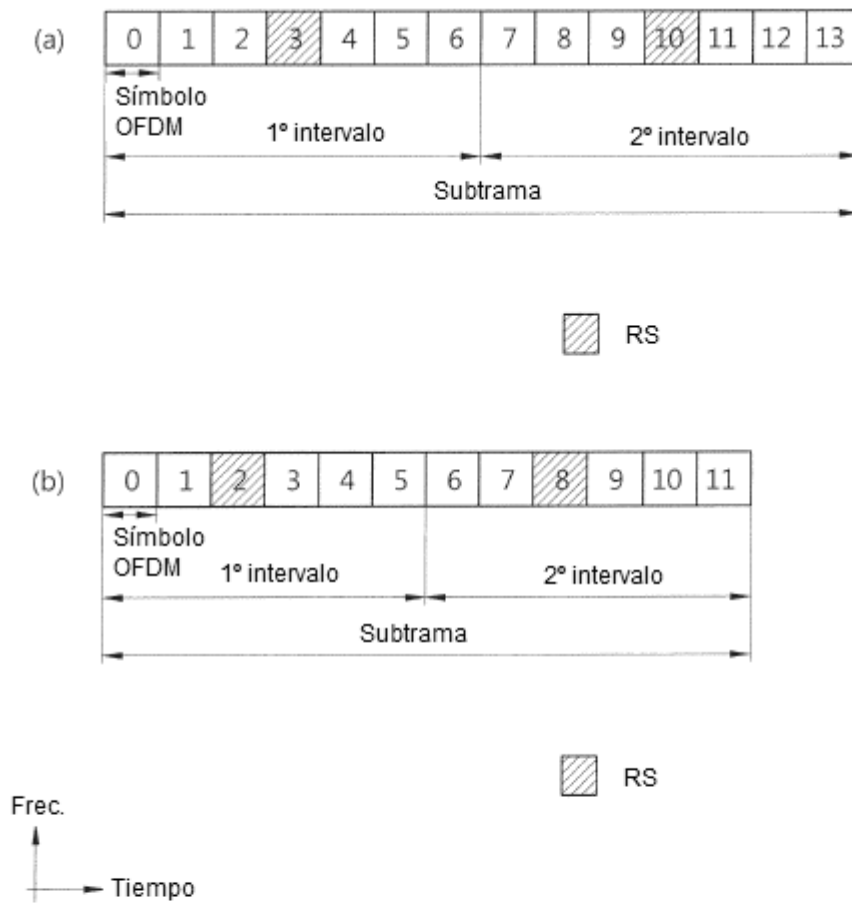 (a) 0 1 2 3 4 5 6 7 8 9 10 11 12 13
Símbolo
OFDM
1º intervalo 2º intervalo
Subtrama
RS
(b) 0 1 2 3 4 5 6 7 8 9 10 11
Símbolo
OFDM
1º intervalo 2º intervalo
Subtrama
RS
Frec.
Tiempo